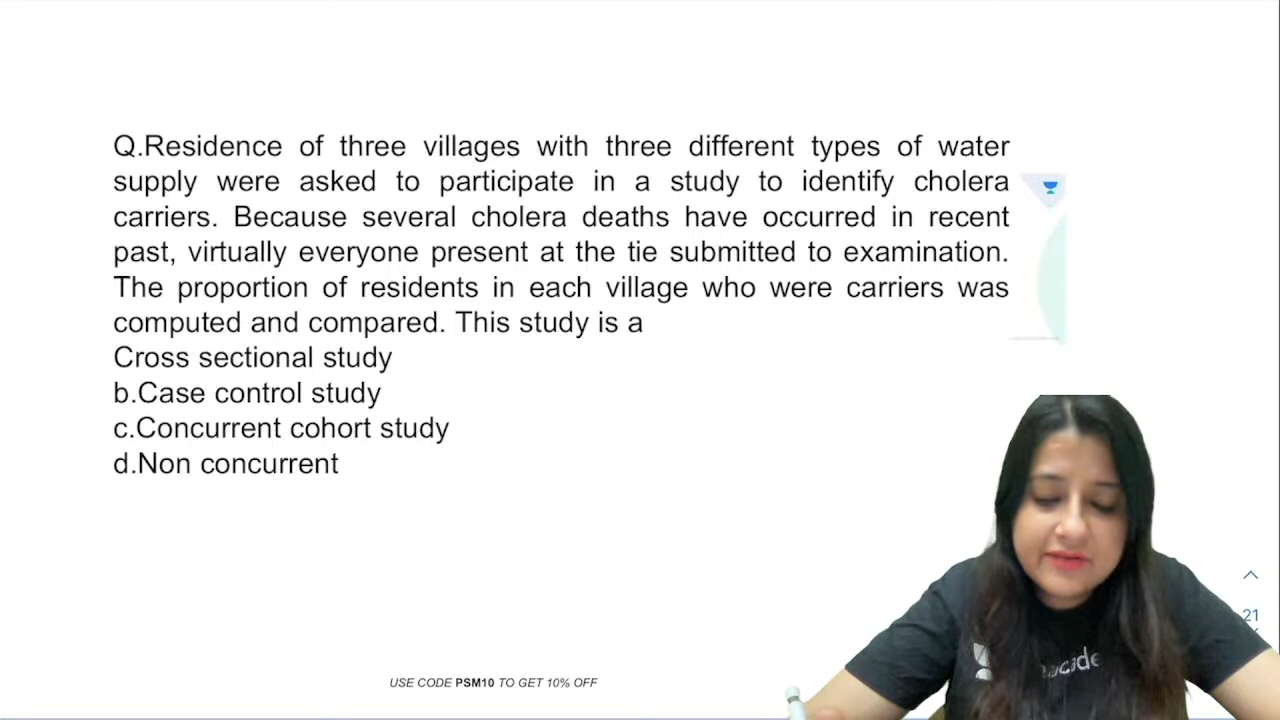 Q.Residence of three villages with three different types of water
supply were asked to participate in a study to identify cholera
carriers. Because several cholera deaths have occurred in recent
past, virtually everyone present at the tie submitted to examination.
The proportion of residents in each village who were carriers was
computed and compared. This study is a
Cross sectional study
b.Case control study
c.Concurrent cohort study
d.Non concurrent
21
USE CODE PSM10 TO GET 10% OFF